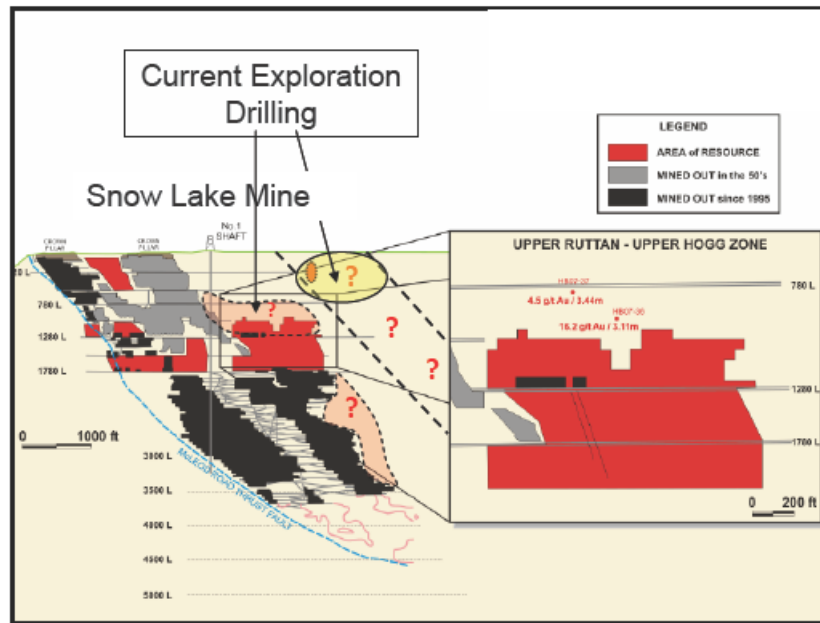 Current Exploration
Drilling
Snow Lake Mine
No.1
SHAFT
CROWN
PILLAR
CROWN
PILLAR
LEGEND
AREA of RESOURCE
MINED OUT in the 50's
MINED OUT since 1995
?
?
?
?
?
780 L
1280 L
1780 L
3000 L
3500 L
4000 L
4500 L
5000 L
0 1000 ft
McLEOD ROAD THRUST FAULT
UPPER RUTTAN - UPPER HOGG ZONE
780 L
4.5 g/t Au / 3.44m
16.2 g/t Au / 3.11m
1280 L
1780 L
0 200 ft